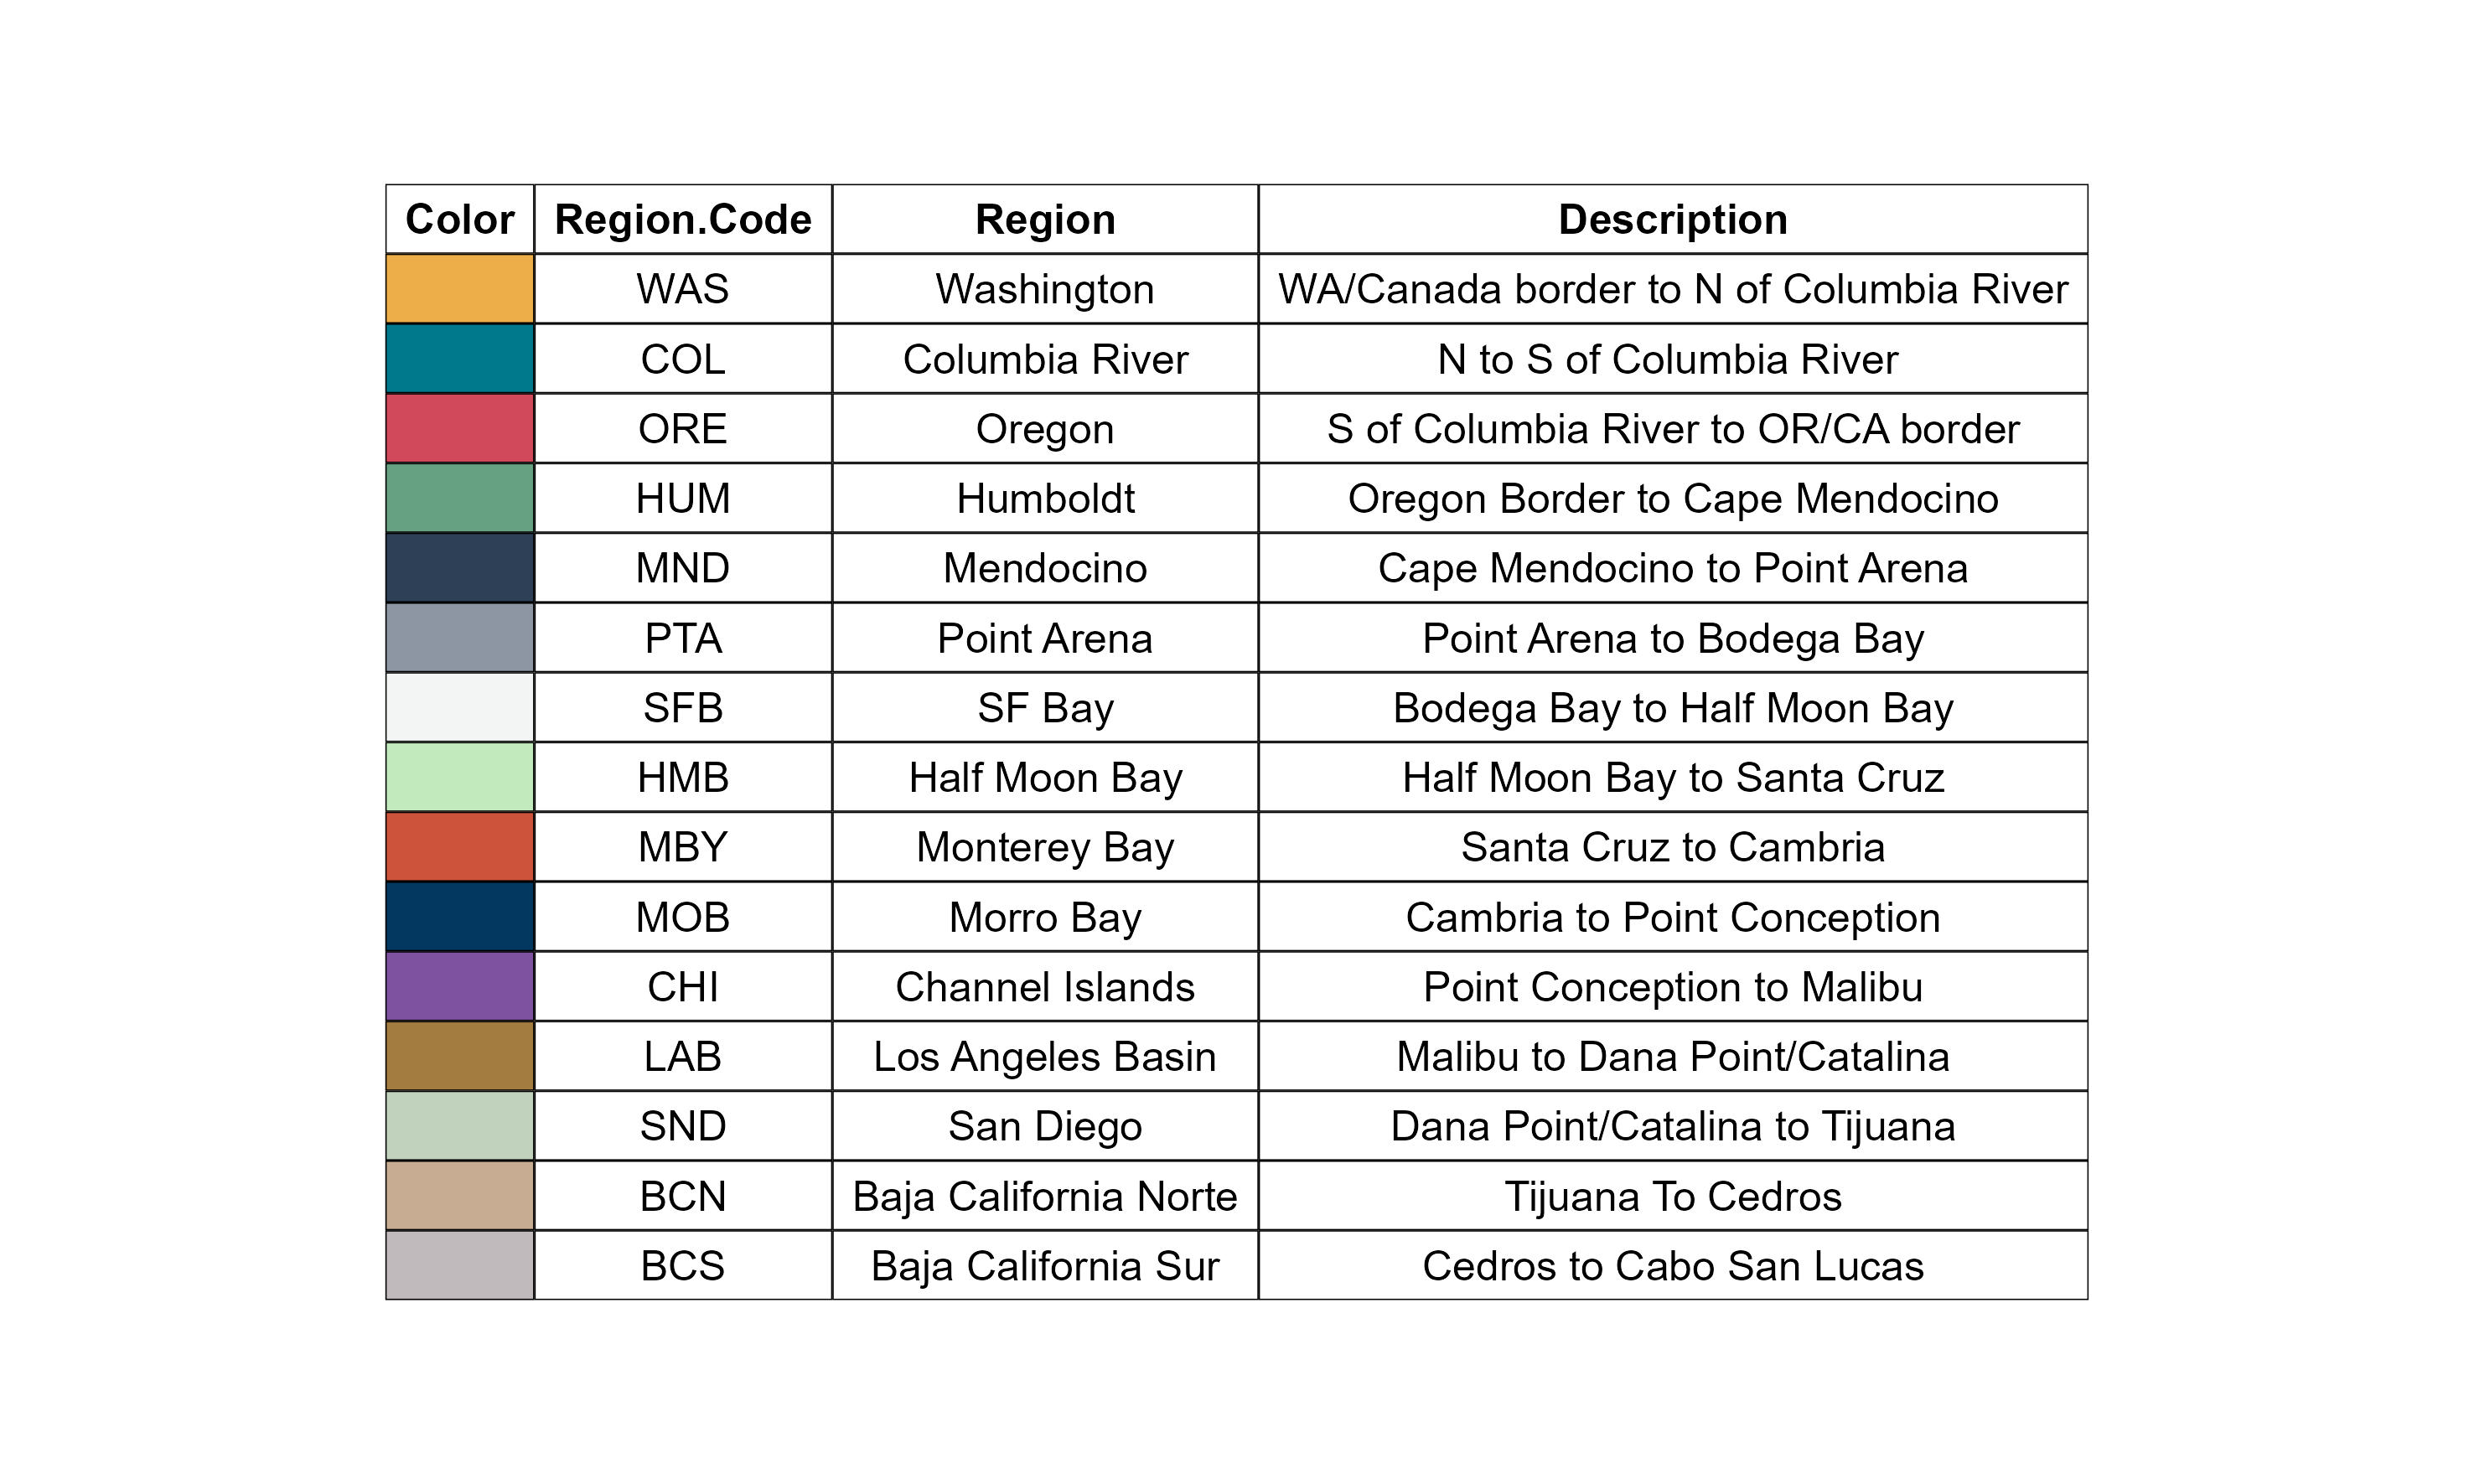 Color Region.Code Region Description
WAS Washington WA/Canada border to N of Columbia River
COL Columbia River N to S of Columbia River
ORE Oregon S of Columbia River to OR/CA border
HUM Humboldt Oregon Border to Cape Mendocino
MND Mendocino Cape Mendocino to Point Arena
PTA Point Arena Point Arena to Bodega Bay
SFB SF Bay Bodega Bay to Half Moon Bay
HMB Half Moon Bay Half Moon Bay to Santa Cruz
MBY Monterey Bay Santa Cruz to Cambria
MOB Morro Bay Cambria to Point Conception
CHI Channel Islands Point Conception to Malibu
LAB Los Angeles Basin Malibu to Dana Point/Catalina
SND San Diego Dana Point/Catalina to Tijuana
BCN Baja California Norte Tijuana To Cedros
BCS Baja California Sur Cedros to Cabo San Lucas